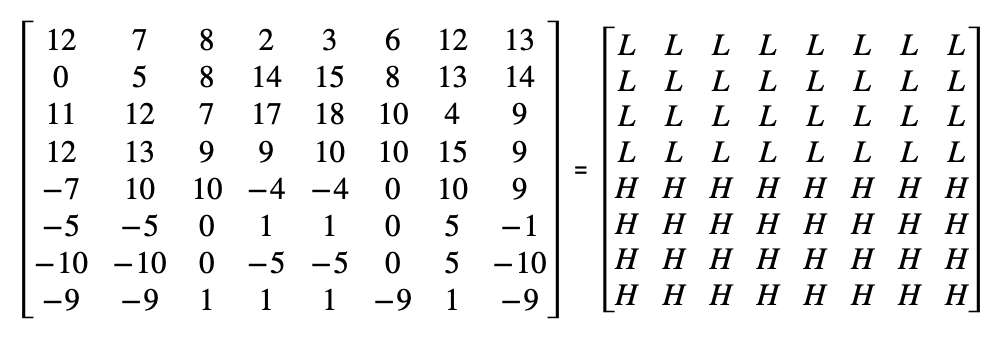 12 7 8 2 3 6 12 13 L L L L L L L L
0 5 8 14 15 8 13 14 L L L L L L L L
11 12 7 17 18 10 4 9 L L L L L L L L
12 13 9 9 10 10 15 9 = L L L L L L L L
−7 10 10 −4 −4 0 10 9 H H H H H H H H
−5 −5 0 1 1 0 5 −1 H H H H H H H H
−10 −10 0 −5 −5 0 5 −10 H H H H H H H H
−9 −9 1 1 1 −9 1 −9 H H H H H H H H